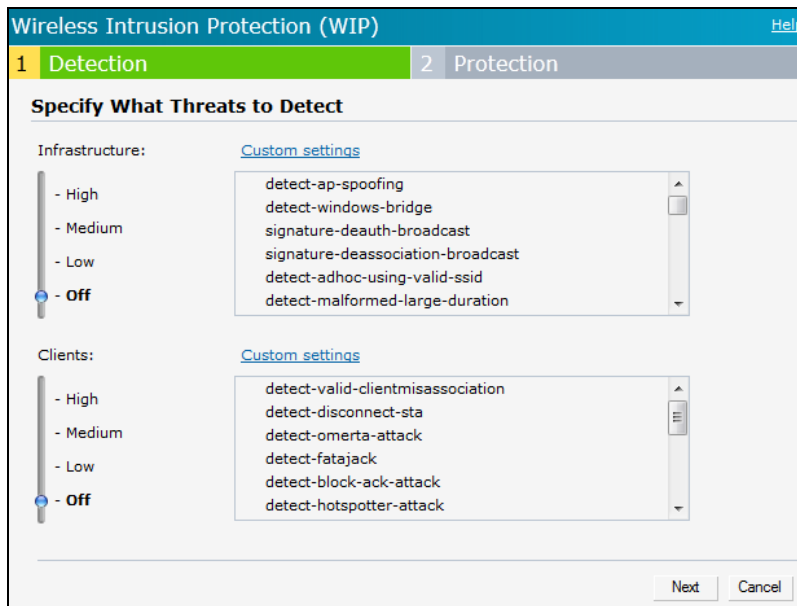 Wireless Intrusion Protection (WIP) Help
1 Detection 2 Protection
Specify What Threats to Detect
Infrastructure: Custom settings
- High
- Medium
- Low
- Off
detect-ap-spoofing
detect-windows-bridge
signature-deauth-broadcast
signature-deassociation-broadcast
detect-adhoc-using-valid-ssid
detect-malformed-large-duration
Clients: Custom settings
- High
- Medium
- Low
- Off
detect-valid-clientmisassociation
detect-disconnect-sta
detect-omerta-attack
detect-fatajack
detect-block-ack-attack
detect-hotspotter-attack
Next Cancel